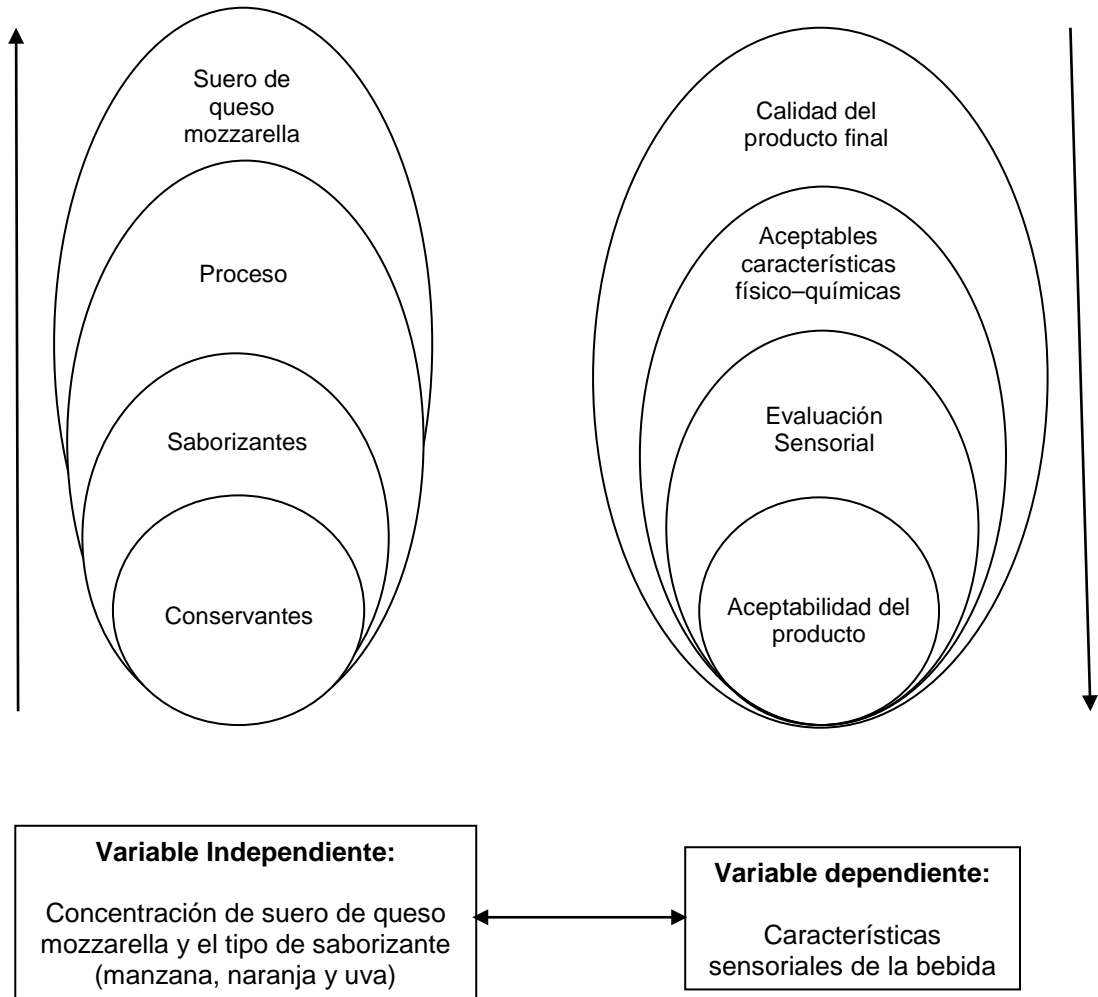 Suero de
queso
mozzarella
Proceso
Saborizantes
Conservantes
Calidad del
producto final
Aceptables
características
físico–químicas
Evaluación
Sensorial
Aceptabilidad del
producto
Variable Independiente:
Concentración de suero de queso
mozzarella y el tipo de saborizante
(manzana, naranja y uva)
Variable dependiente:
Características
sensoriales de la bebida